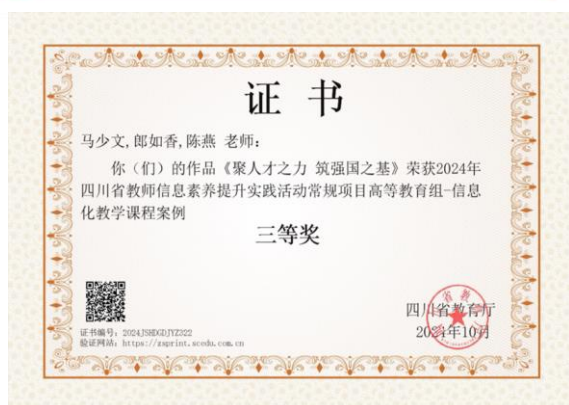 证 书
马少文,郎如香,陈燕 老师：
你（们）的作品《聚人才之力 筑强国之基》荣获2024年
四川省教师信息素养提升实践活动常规项目高等教育组-信息
化教学课程案例
三等奖
四川省教育厅
2024年10月
证书编号：2024JSHDGDJYZ322
验证网站：https://zsprint.scedu.com.cn